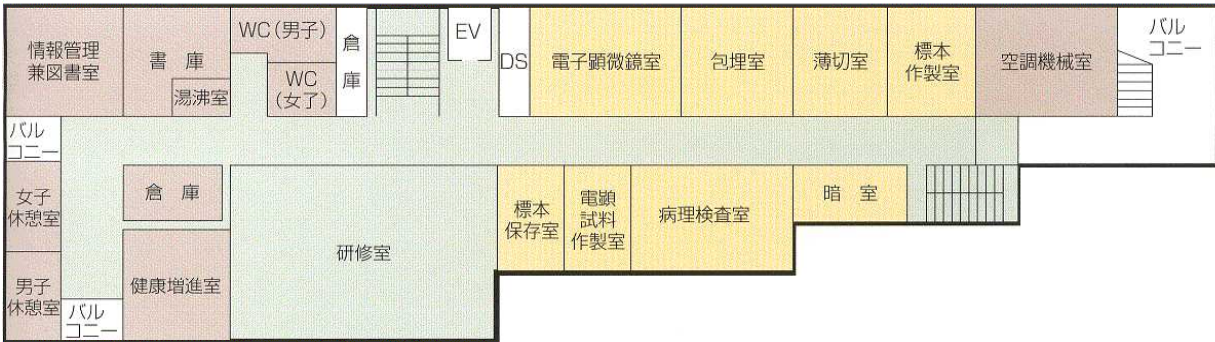 情報管理
兼図書室
書 庫
湯沸室
WC(男子)
WC
(女了)
倉
庫
EV
DS
電子顕微鏡室
包埋室
薄切室
標本
作製室
空調機械室
バル
コニー
バル
コニー
女子
休憩室
男子
休憩室
バル
コニー
倉 庫
健康増進室
研修室
標本
保存室
電顕
試料
作製室
病理検査室
暗 室